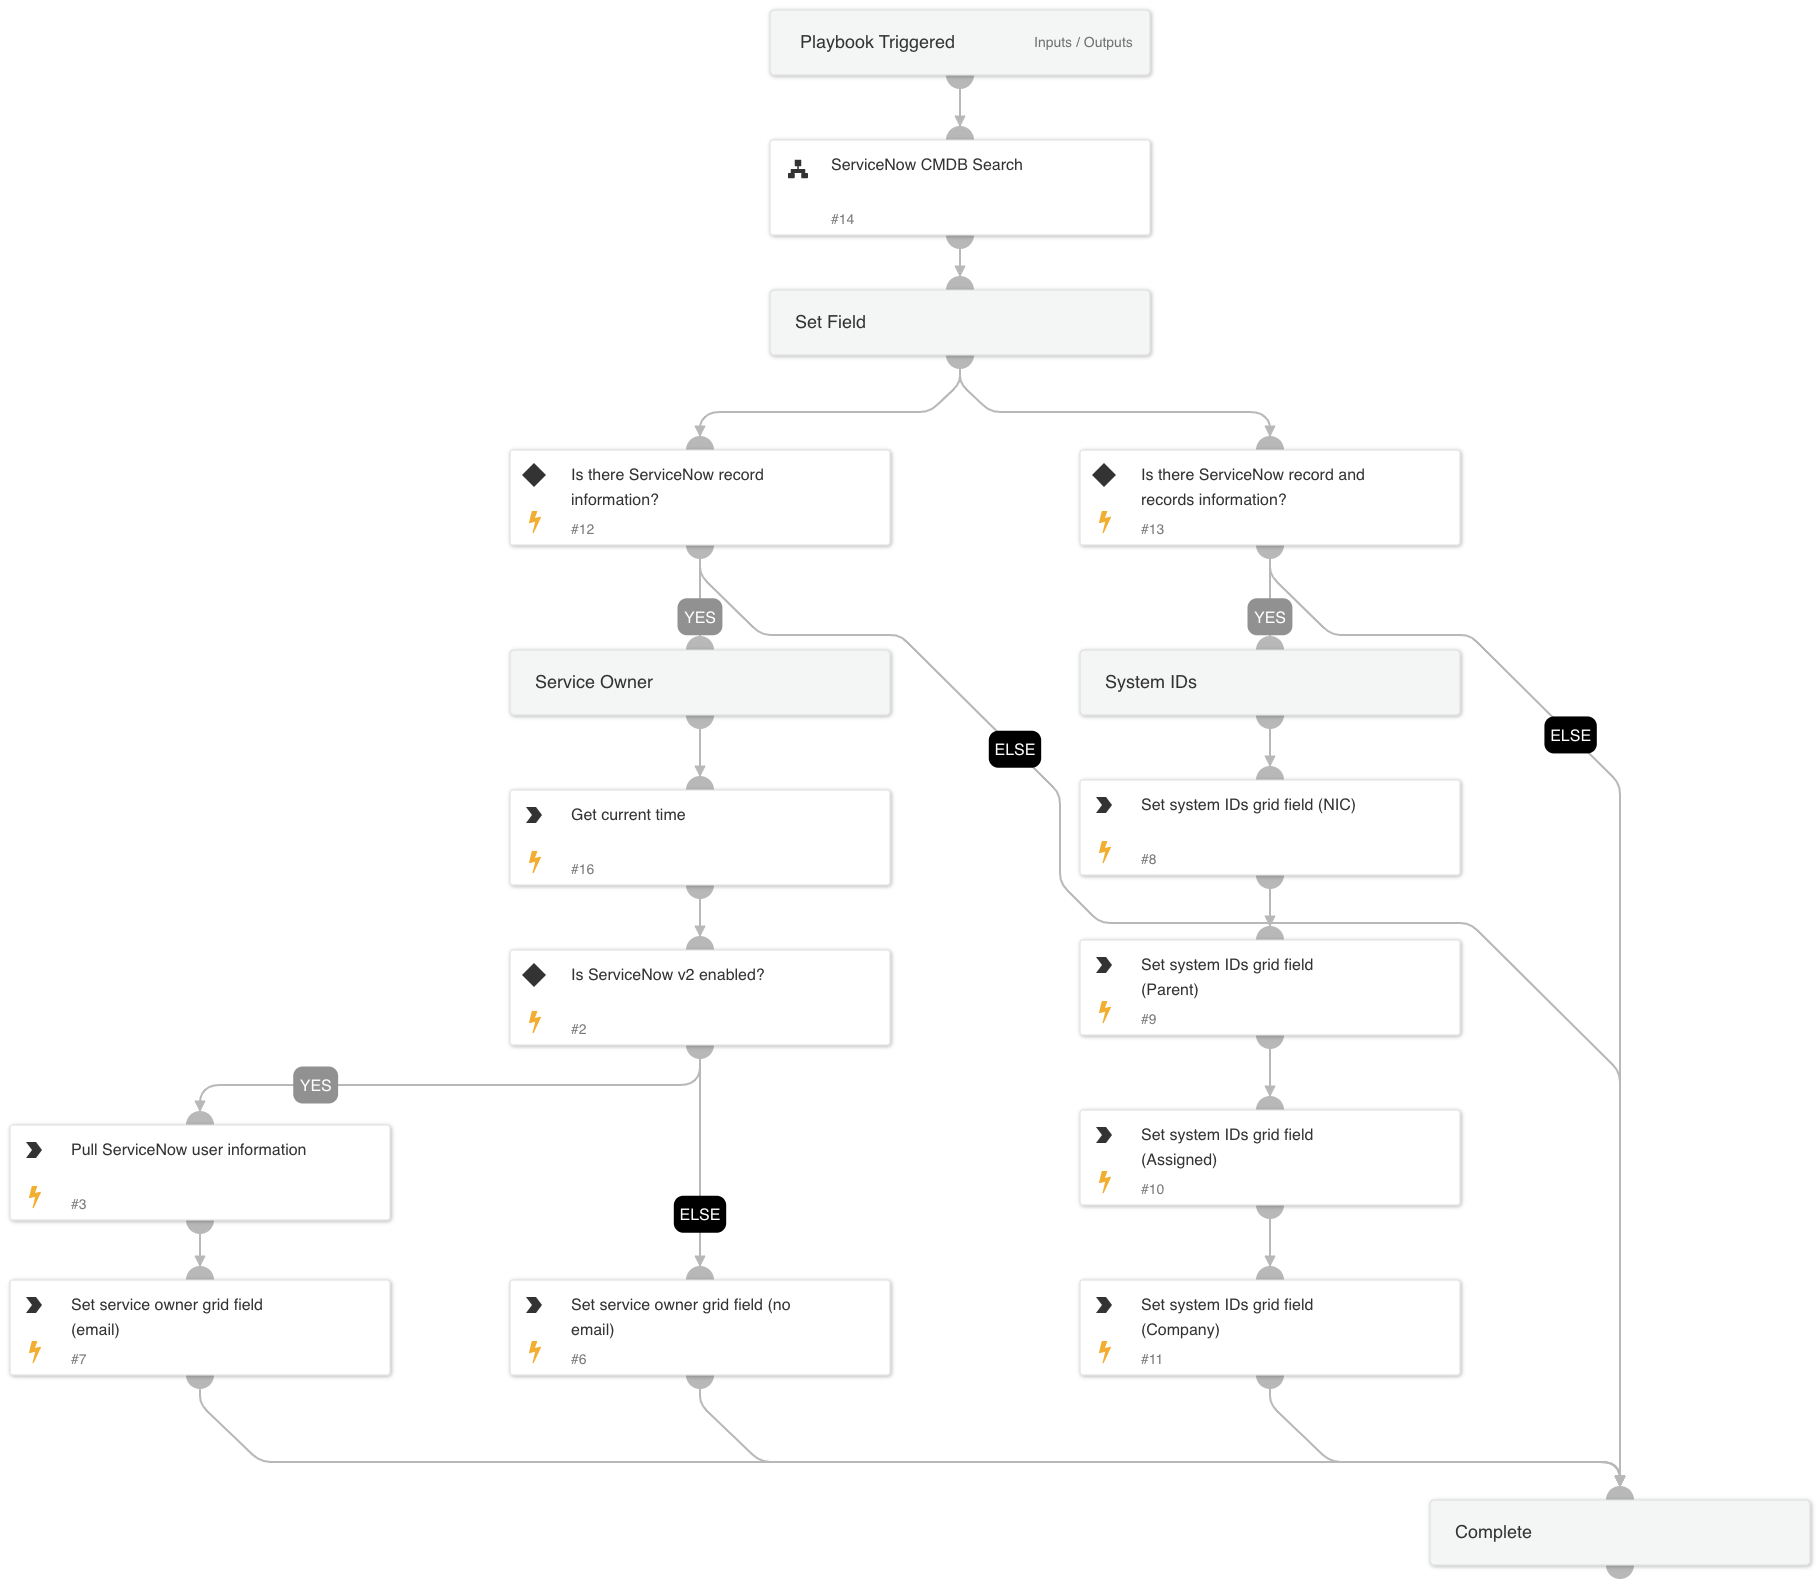 Playbook Triggered Inputs / Outputs
ServiceNow CMDB Search
#14
Set Field
Is there ServiceNow record
information?
#12
Is there ServiceNow record and
records information?
#13
YES
YES
Service Owner
System IDs
ELSE
ELSE
Get current time
#16
Set system IDs grid field (NIC)
#8
Is ServiceNow v2 enabled?
#2
Set system IDs grid field
(Parent)
#9
YES
Pull ServiceNow user information
#3
ELSE
Set system IDs grid field
(Assigned)
#10
Set service owner grid field
(email)
#7
Set service owner grid field (no
email)
#6
Set system IDs grid field
(Company)
#11
Complete